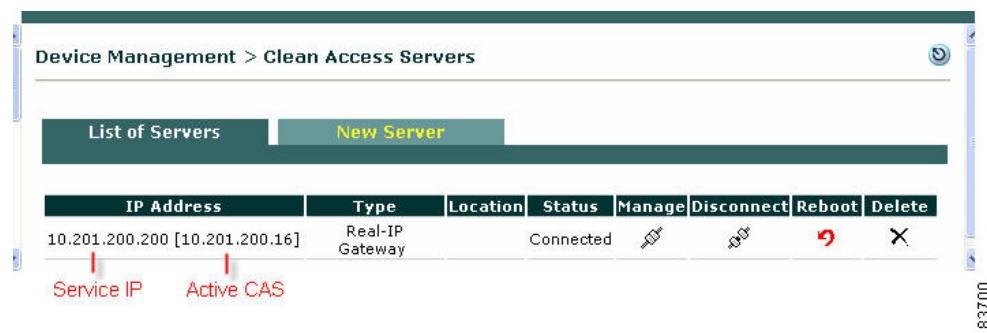 Device Management > Clean Access Servers
List of Servers New Server
IP Address Type Location Status Manage Disconnect Reboot Delete
10.201.200.200 [10.201.200.16] Real-IP Gateway Connected
Service IP Active CAS
83700